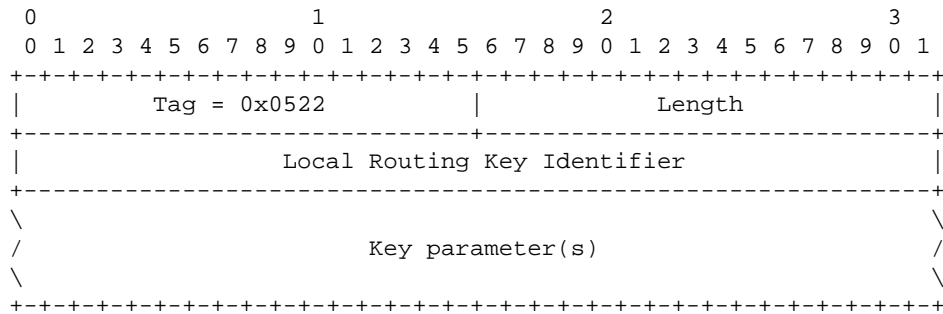 0                   1                   2                   3
 0 1 2 3 4 5 6 7 8 9 0 1 2 3 4 5 6 7 8 9 0 1 2 3 4 5 6 7 8 9 0 1
+-+-+-+-+-+-+-+-+-+-+-+-+-+-+-+-+-+-+-+-+-+-+-+-+-+-+-+-+-+-+-+-+
|         Tag = 0x0522          |            Length             |
+-------------------------------+-------------------------------+
|                  Local Routing Key Identifier                 |
+---------------------------------------------------------------+
\                                                               \
/                        Key parameter(s)                       /
\                                                               \
+-+-+-+-+-+-+-+-+-+-+-+-+-+-+-+-+-+-+-+-+-+-+-+-+-+-+-+-+-+-+-+-+